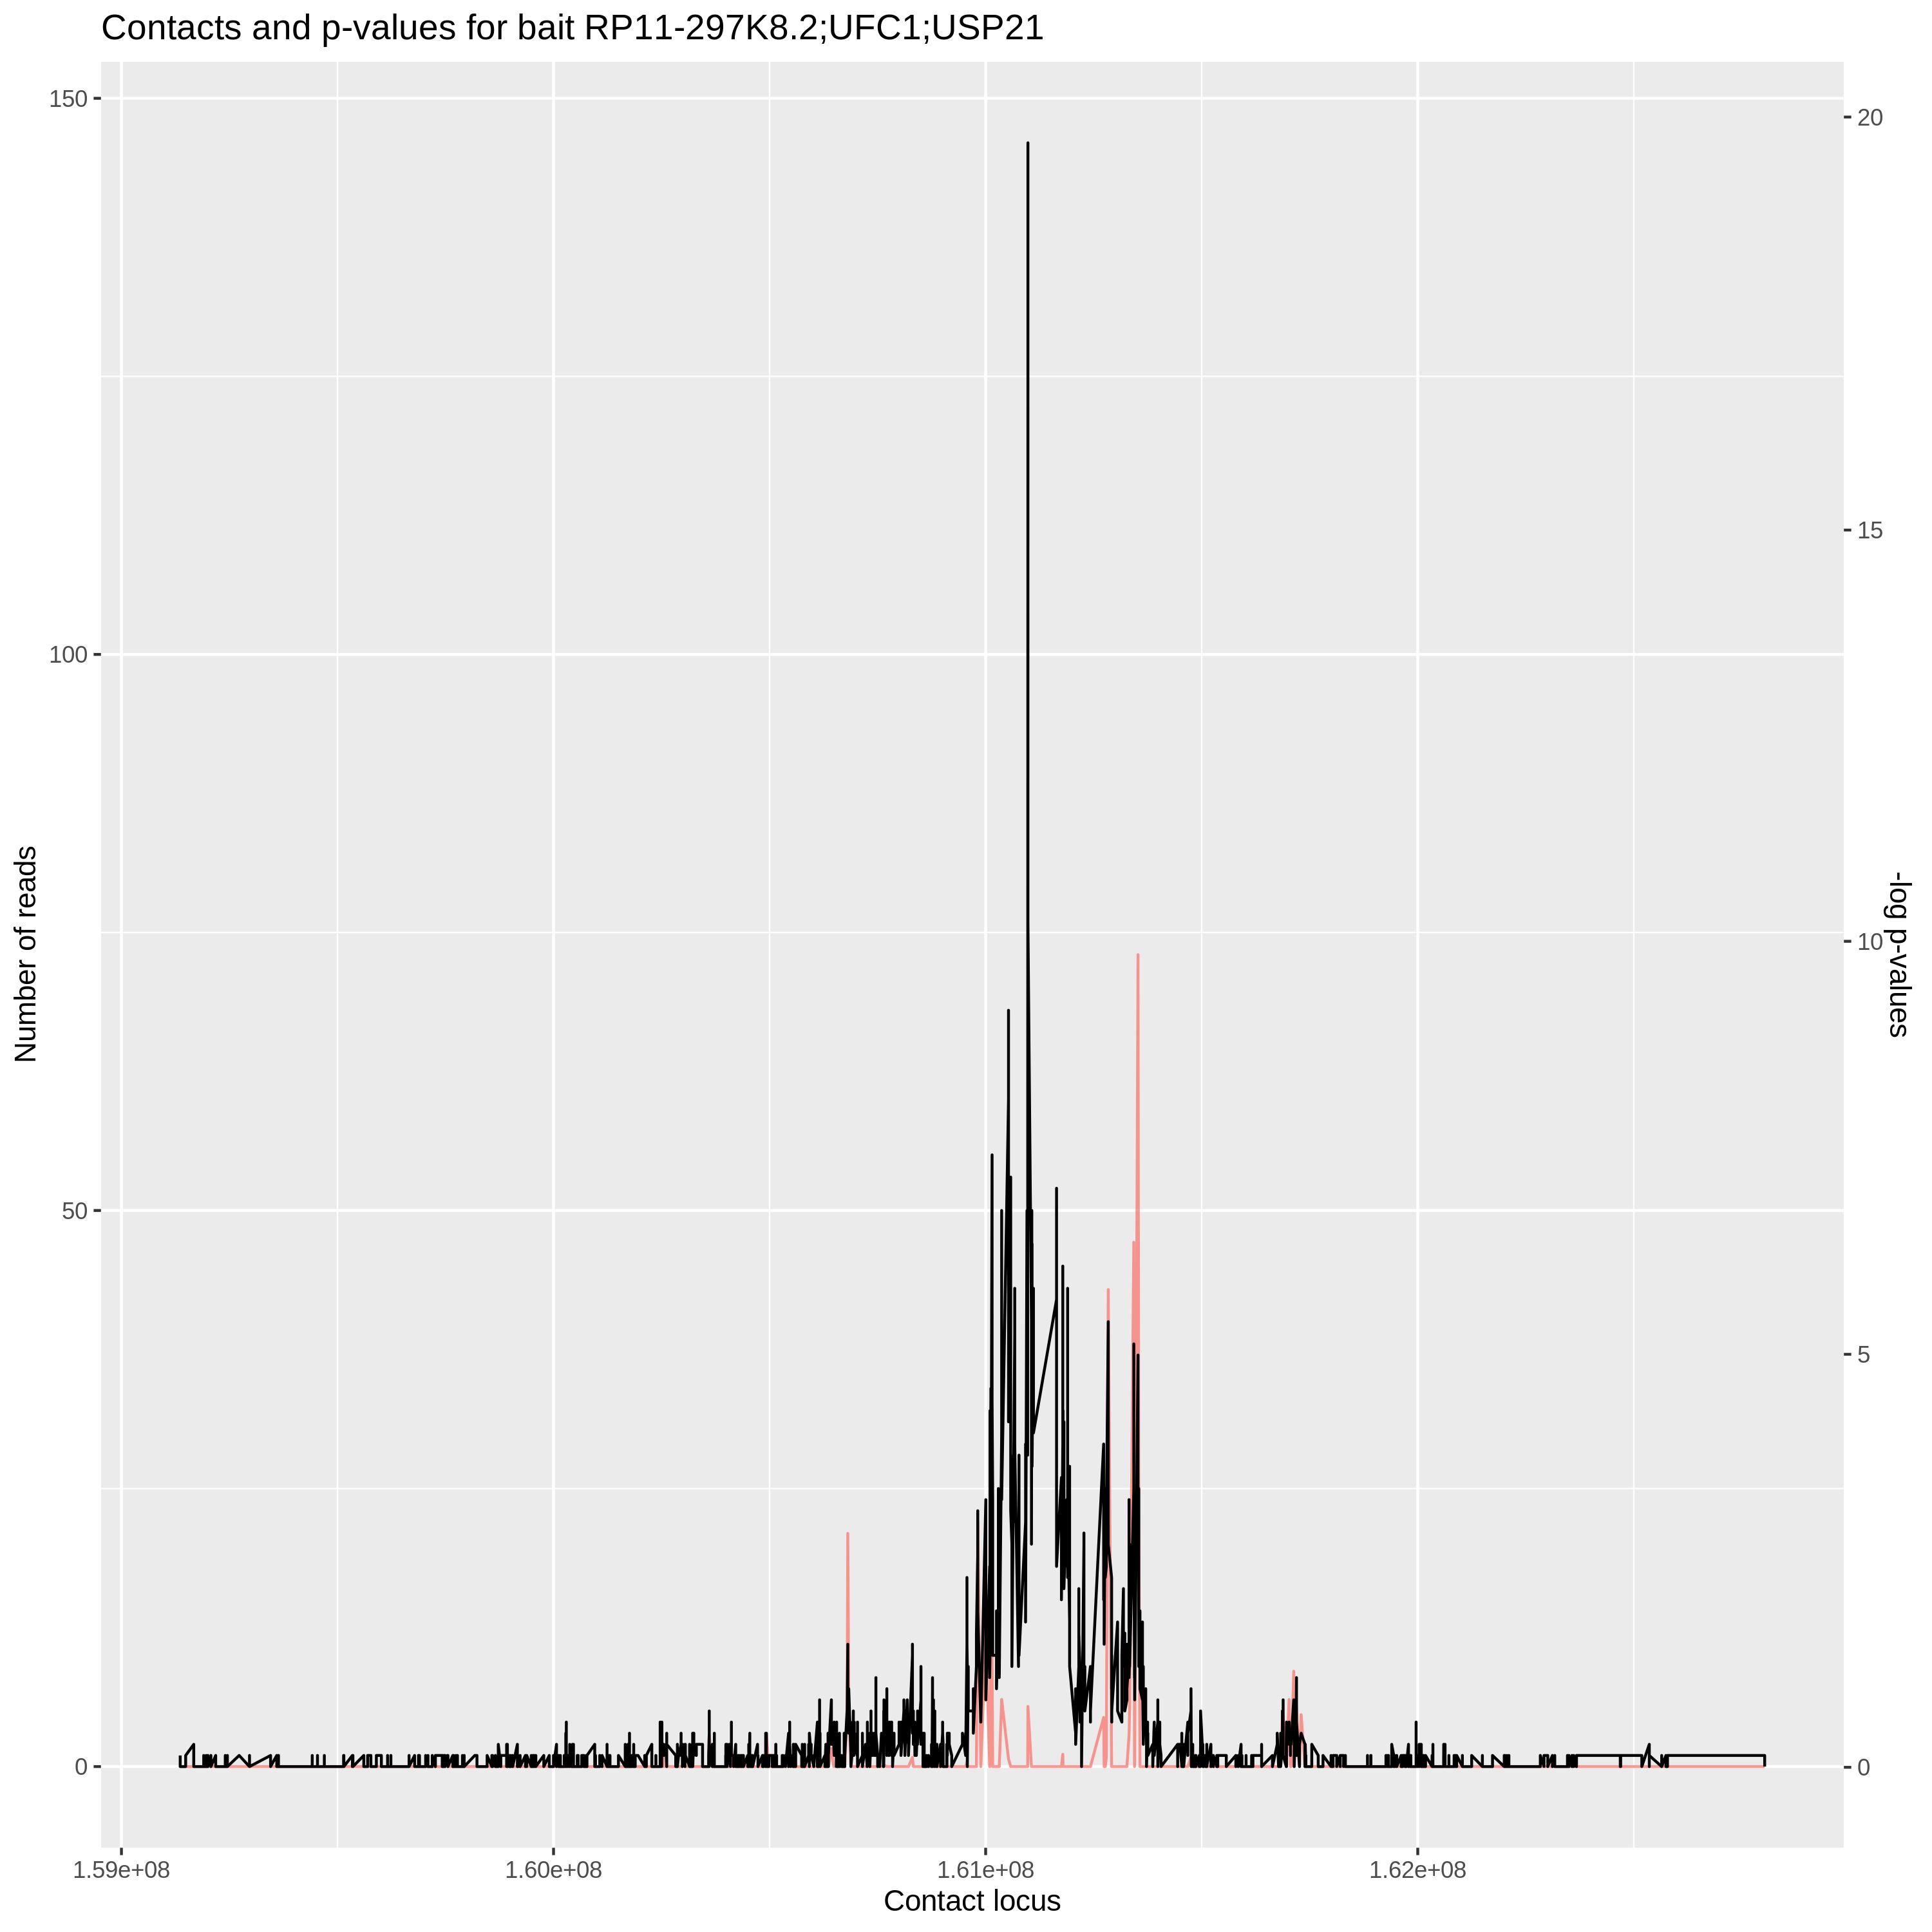 Contacts and p-values for bait RP11-297K8.2;UFC1;USP21
150
100
50
0
Number of reads
20
15
10
5
0
-log p-values
1.59e+08
1.60e+08
1.61e+08
1.62e+08
Contact locus